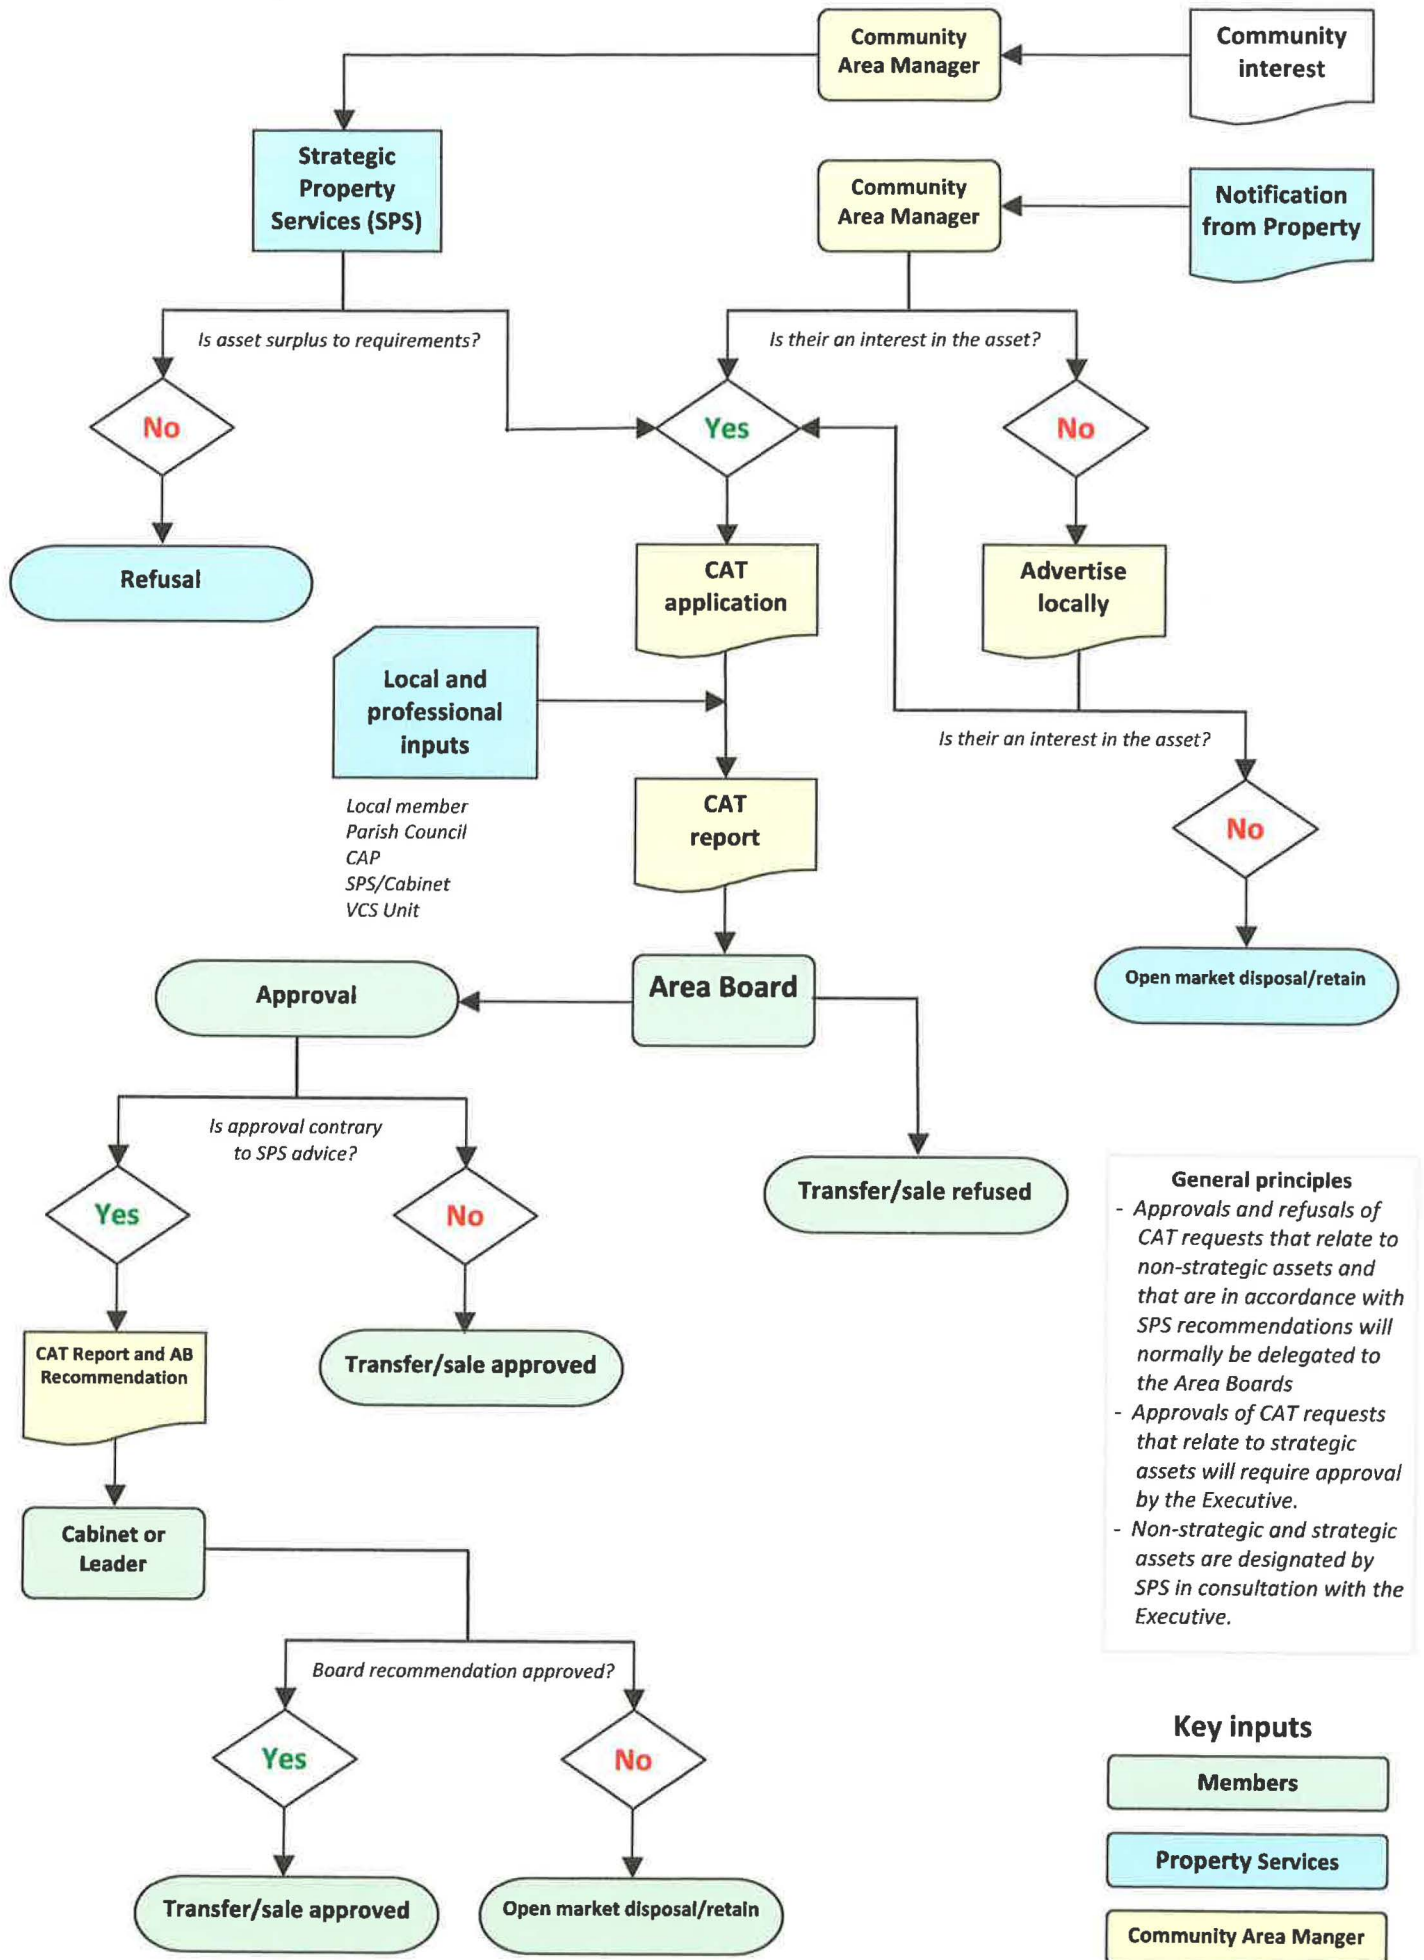 Community
Area Manager
Community
interest
Strategic
Property
Services (SPS)
Community
Area Manager
Notification
from Property
Is asset surplus to requirements?
Is their an interest in the asset?
No
Yes
No
Refusal
CAT
application
Advertise
locally
Local and
professional
inputs
Is their an interest in the asset?
Local member
Parish Council
CAP
SPS/Cabinet
VCS Unit
CAT
report
No
Approval
Area Board
Open market disposal/retain
Is approval contrary
to SPS advice?
Yes
No
Transfer/sale refused
General principles
- Approvals and refusals of
CAT requests that relate to
non-strategic assets and
that are in accordance with
SPS recommendations will
normally be delegated to
the Area Boards
- Approvals of CAT requests
that relate to strategic
assets will require approval
by the Executive.
- Non-strategic and strategic
assets are designated by
SPS in consultation with the
Executive.
CAT Report and AB
Recommendation
Transfer/sale approved
Cabinet or
Leader
Board recommendation approved?
Yes
No
Transfer/sale approved
Open market disposal/retain
Key inputs
Members
Property Services
Community Area Manger